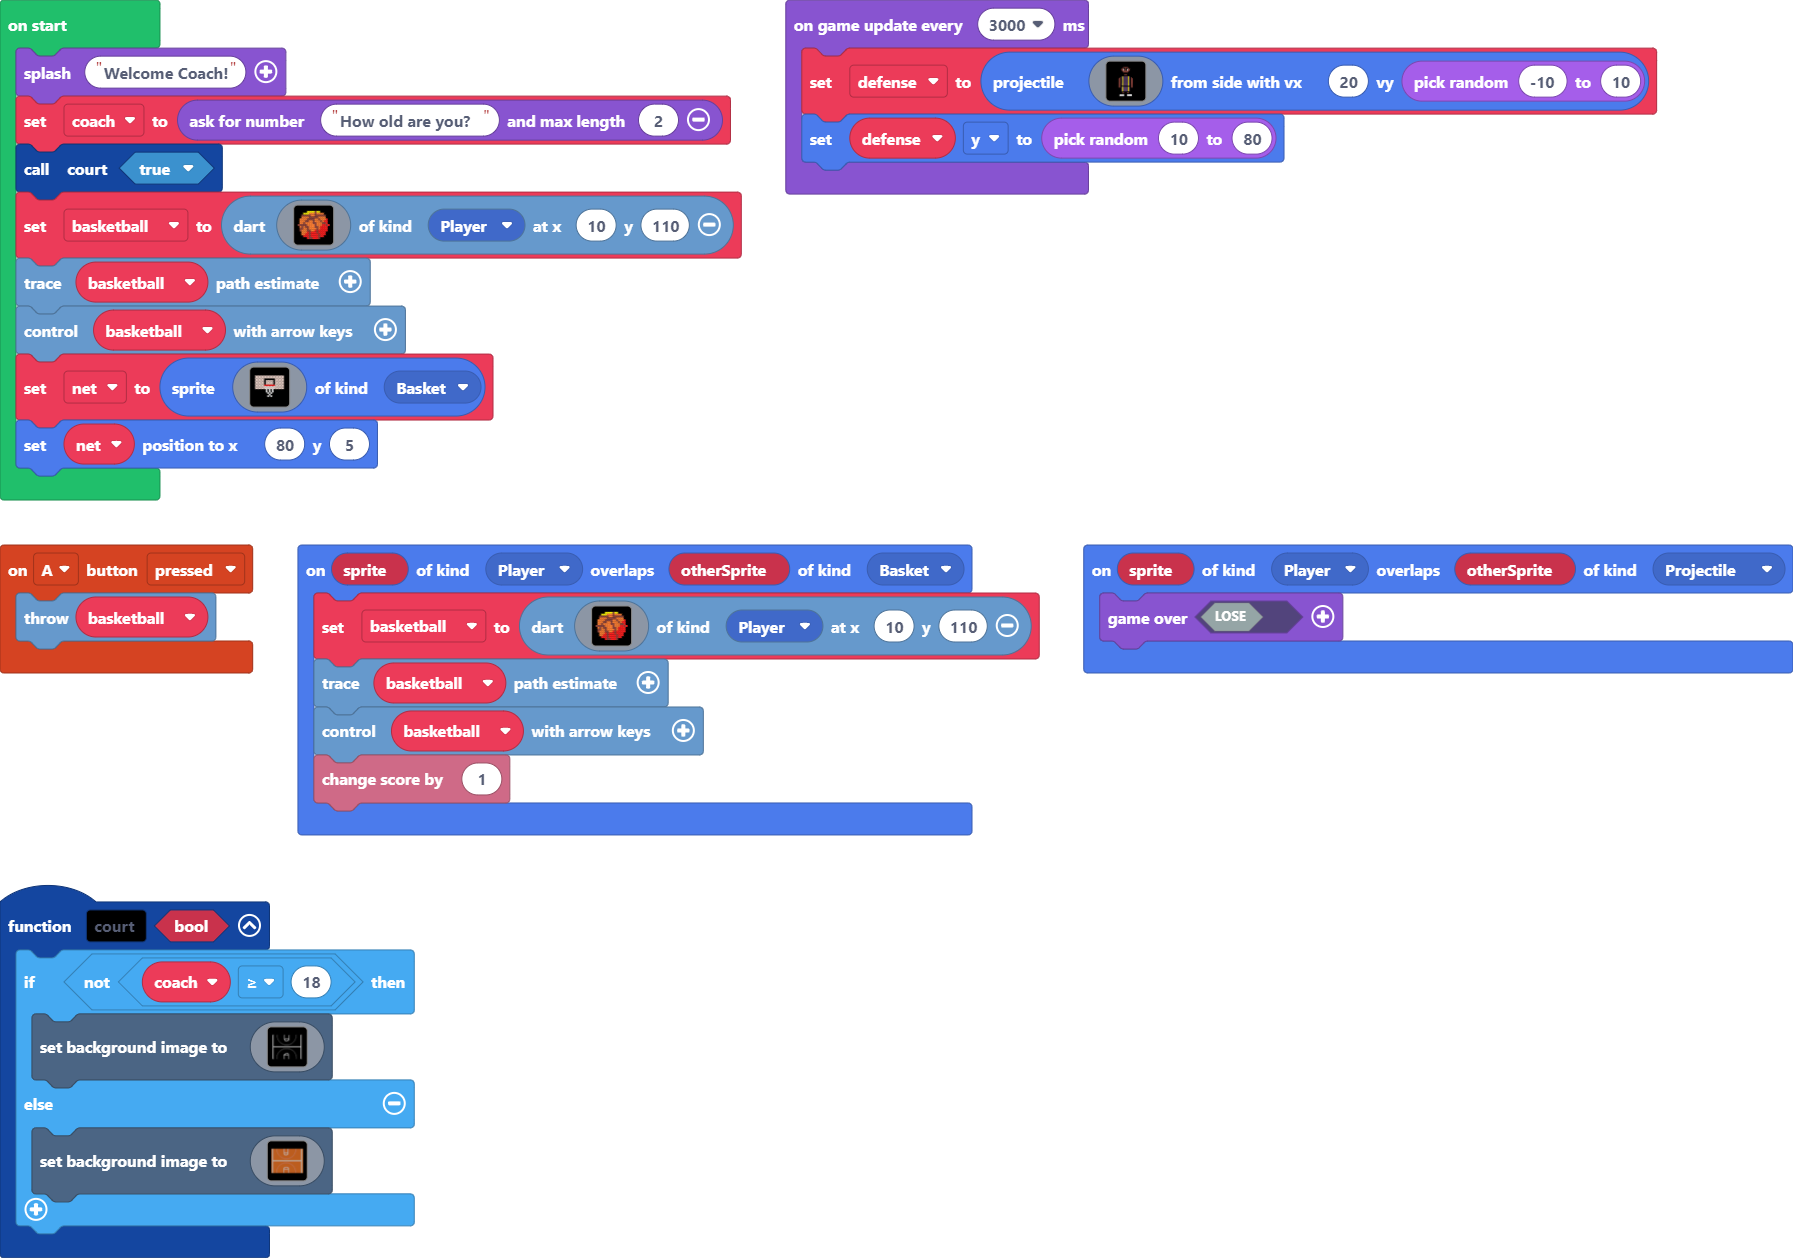 on start
splash "Welcome Coach!"
set coach to ask for number "How old are you? " and max length 2
call court true
set basketball to dart of kind Player at x 10 y 110
trace basketball path estimate
control basketball with arrow keys
set net to sprite of kind Basket
set net position to x 80 y 5
on game update every 3000 ms
set defense to projectile from side with vx 20 vy pick random -10 to 10
set defense y to pick random 10 to 80
on A button pressed
throw basketball
on sprite of kind Player overlaps otherSprite of kind Basket
set basketball to dart of kind Player at x 10 y 110
trace basketball path estimate
control basketball with arrow keys
change score by 1
on sprite of kind Player overlaps otherSprite of kind Projectile
game over LOSE
function court bool
if not coach ≥ 18 then
set background image to
else
set background image to